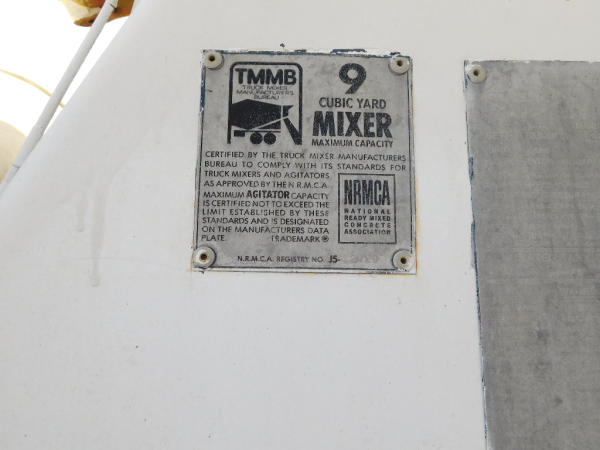 TMMB
TRUCK MIXER
MANUFACTURERS
BUREAU
9
CUBIC YARD
MIXER
MAXIMUM CAPACITY
CERTIFIED BY THE TRUCK MIXER MANUFACTURERS
BUREAU TO COMPLY WITH ITS STANDARDS FOR
TRUCK MIXERS AND AGITATORS
AS APPROVED BY THE N.R.M.C.A.
MAXIMUM AGITATOR CAPACITY
IS CERTIFIED NOT TO EXCEED THE
LIMIT ESTABLISHED BY THESE
STANDARDS AND IS DESIGNATED
ON THE MANUFACTURERS DATA
PLATE. TRADEMARK®
NRMCA
NATIONAL
READY MIXED
CONCRETE
ASSOCIATION
N.R.M.C.A. REGISTRY NO. J5-